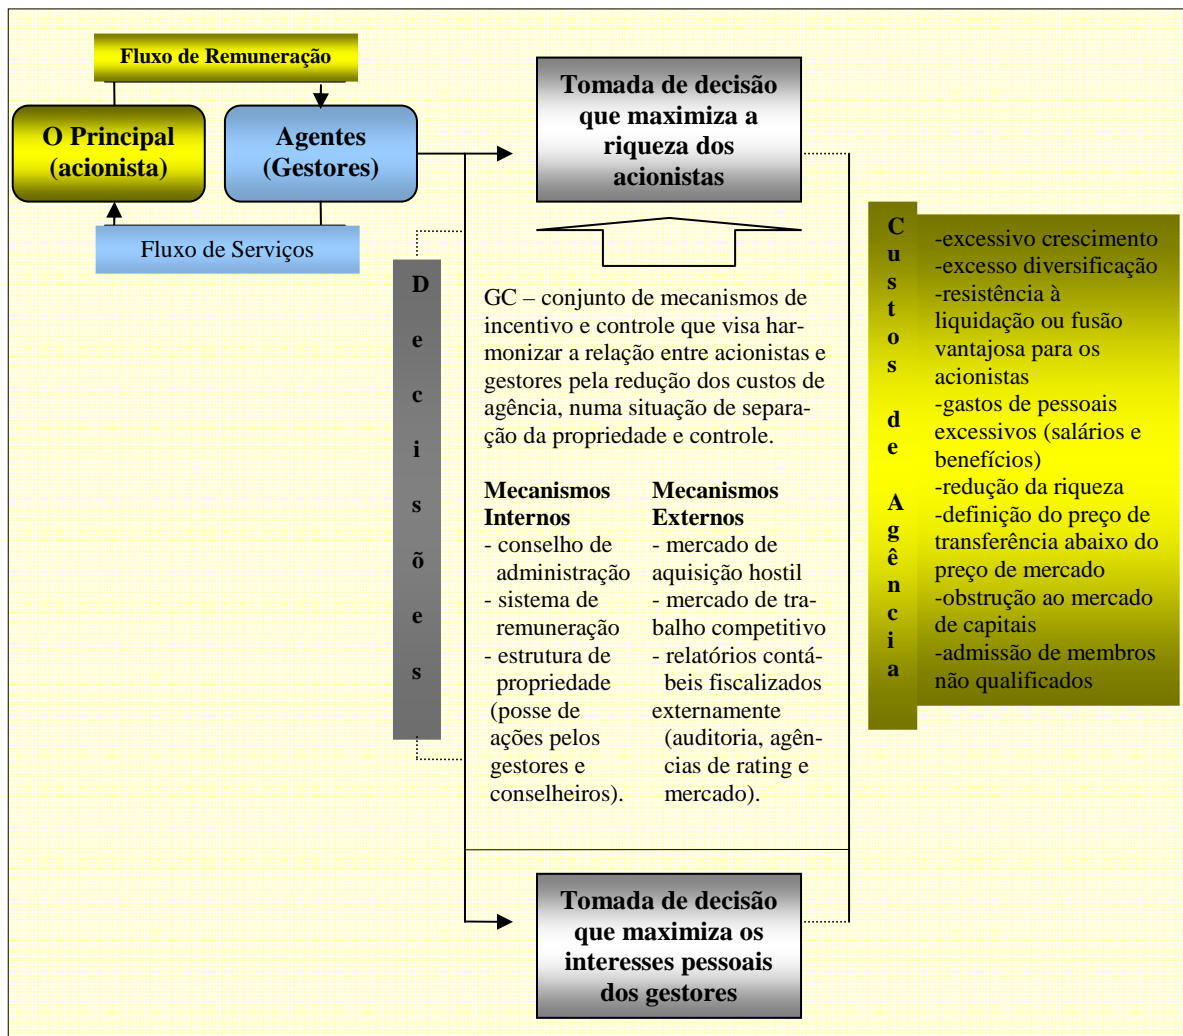 Fluxo de Remuneração
O Principal
(acionista)
Agentes
(Gestores)
Fluxo de Serviços
Tomada de decisão
que maximiza a
riqueza dos
acionistas
Decisões
GC – conjunto de mecanismos de
incentivo e controle que visa har-
monizar a relação entre acionistas e
gestores pela redução dos custos de
agência, numa situação de separa-
ção da propriedade e controle.
Mecanismos
Internos
- conselho de
administração
- sistema de
remuneração
- estrutura de
propriedade
(posse de
ações pelos
gestores e
conselheiros).
Mecanismos
Externos
- mercado de
aquisição hostil
- mercado de tra-
balho competitivo
- relatórios contá-
beis fiscalizados
externamente
(auditoria, agên-
cias de rating e
mercado).
Custos de Agência
-excessivo crescimento
-excesso diversificação
-resistência à
liquidação ou fusão
vantajosa para os
acionistas
-gastos de pessoais
excessivos (salários e
benefícios)
-redução da riqueza
-definição do preço de
transferência abaixo do
preço de mercado
-obstrução ao mercado
de capitais
-admissão de membros
não qualificados
Tomada de decisão
que maximiza os
interesses pessoais
dos gestores